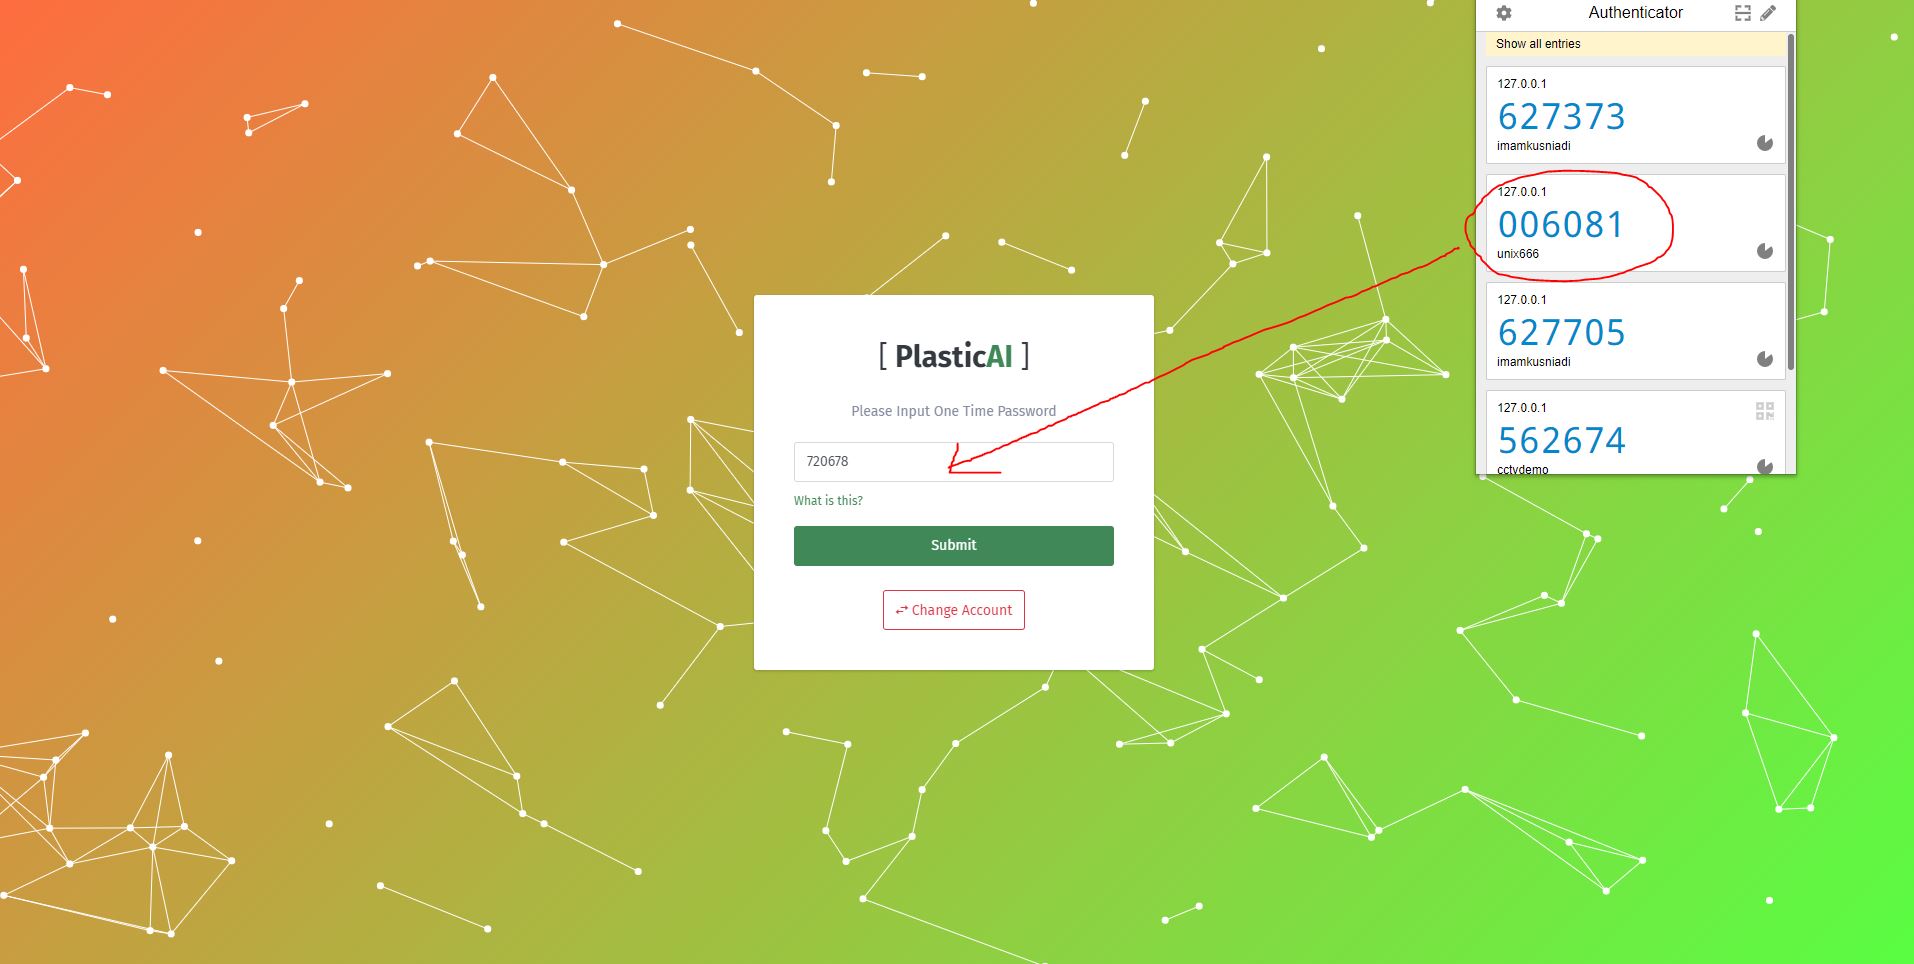 Authenticator
Show all entries
127.0.0.1
627373
imamkusniadi
127.0.0.1
006081
unix666
127.0.0.1
627705
imamkusniadi
127.0.0.1
562674
cctvdemo
[ PlasticAI ]
Please Input One Time Password
720678
What is this?
Submit
Change Account